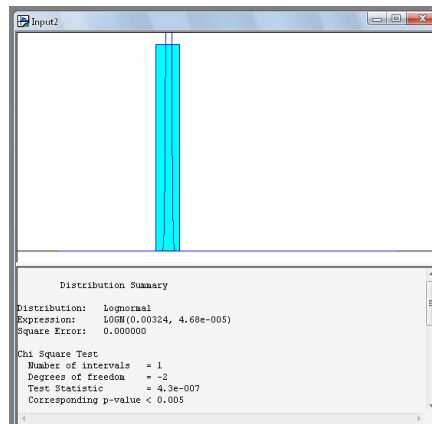 Input2
Distribution Summary
Distribution: Lognormal
Expression: LOGN(0.00324, 4.68e-005)
Square Error: 0.000000
Chi Square Test
Number of intervals = 1
Degrees of freedom = -2
Test Statistic = 4.3e-007
Corresponding p-value < 0.005